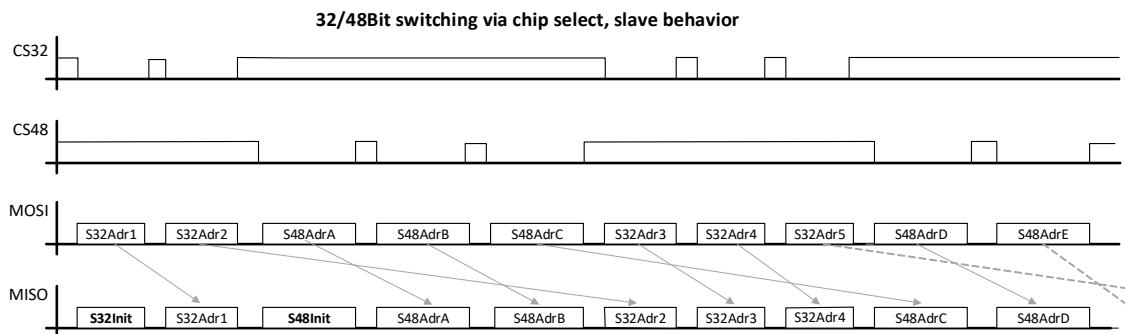 32/48Bit switching via chip select, slave behavior
CS32
CS48
MOSI
S32Adr1 S32Adr2 S48AdrA S48AdrB S48AdrC S32Adr3 S32Adr4 S32Adr5 S48AdrD S48AdrE
MISO
S32Init S32Adr1 S48Init S48AdrA S48AdrB S32Adr2 S32Adr3 S32Adr4 S48AdrC S48AdrD